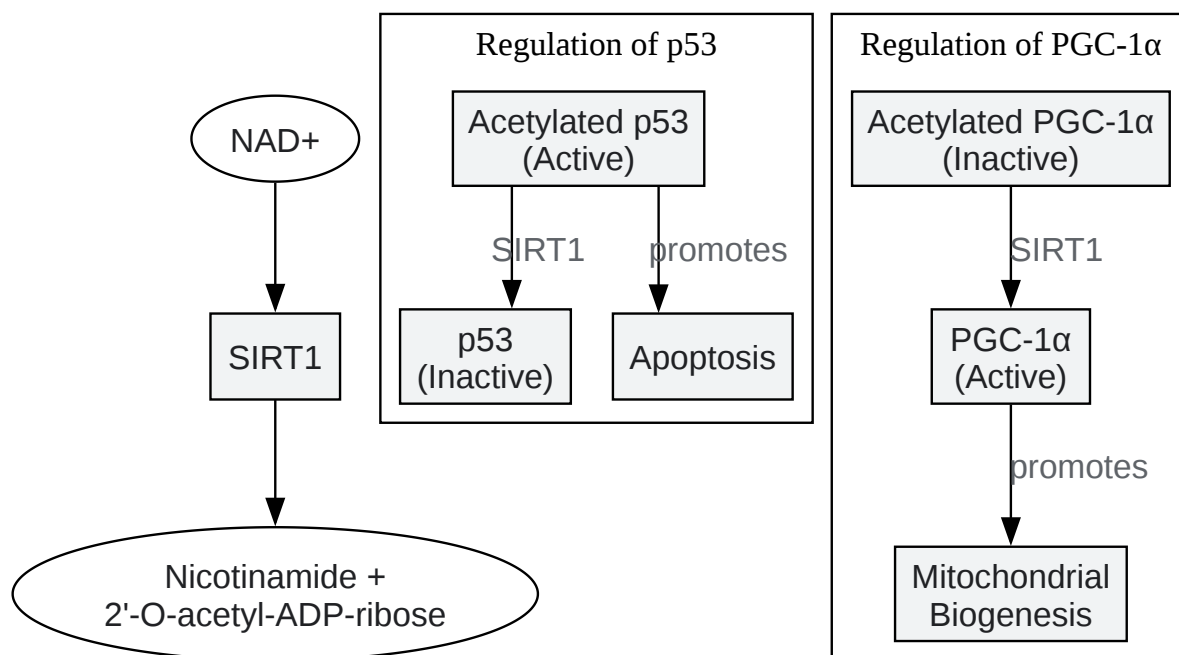 NAD+
SIRT1
Nicotinamide +
2'-O-acetyl-ADP-ribose
Regulation of p53
Acetylated p53
(Active)
SIRT1
promotes
p53
(Inactive)
Apoptosis
Regulation of PGC-1α
Acetylated PGC-1α
(Inactive)
SIRT1
PGC-1α
(Active)
promotes
Mitochondrial
Biogenesis